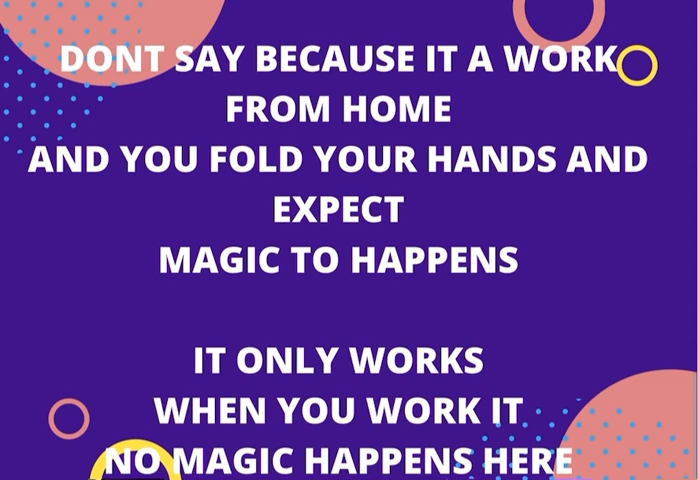 DONT SAY BECAUSE IT A WORK
FROM HOME
AND YOU FOLD YOUR HANDS AND
EXPECT
MAGIC TO HAPPENS
IT ONLY WORKS
WHEN YOU WORK IT
NO MAGIC HAPPENS HERE